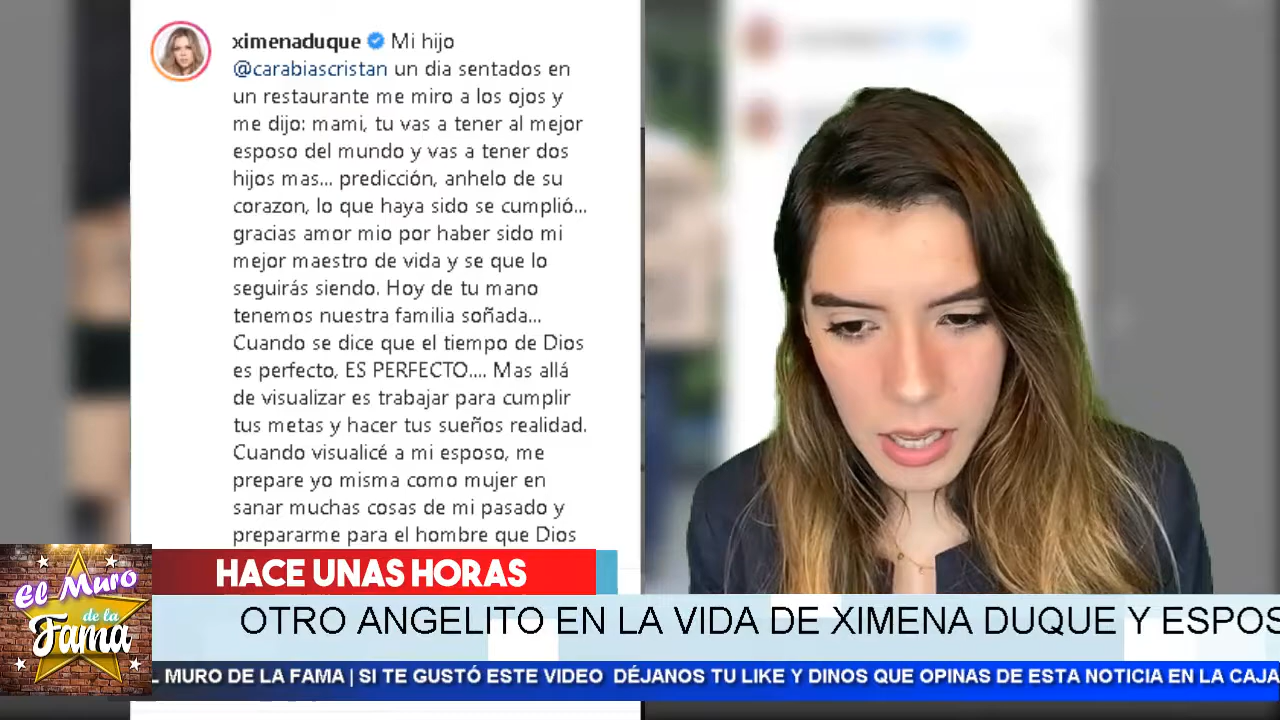 ximenaduque Mi hijo
@carabiascristan un dia sentados en
un restaurante me miro a los ojos y
me dijo: mami, tu vas a tener al mejor
esposo del mundo y vas a tener dos
hijos mas... predicción, anhelo de su
corazon, lo que haya sido se cumplió...
gracias amor mio por haber sido mi
mejor maestro de vida y se que lo
seguirás siendo. Hoy de tu mano
tenemos nuestra familia soñada...
Cuando se dice que el tiempo de Dios
es perfecto, ES PERFECTO.... Mas allá
de visualizar es trabajar para cumplir
tus metas y hacer tus sueños realidad.
Cuando visualicé a mi esposo, me
prepare yo misma como mujer en
sanar muchas cosas de mi pasado y
prepararme para el hombre que Dios
HACE UNAS HORAS
El Muro
de la
Fama
OTRO ANGELITO EN LA VIDA DE XIMENA DUQUE Y ESPOS
L MURO DE LA FAMA | SI TE GUSTÓ ESTE VIDEO DÉJANOS TU LIKE Y DINOS QUE OPINAS DE ESTA NOTICIA EN LA CAJA